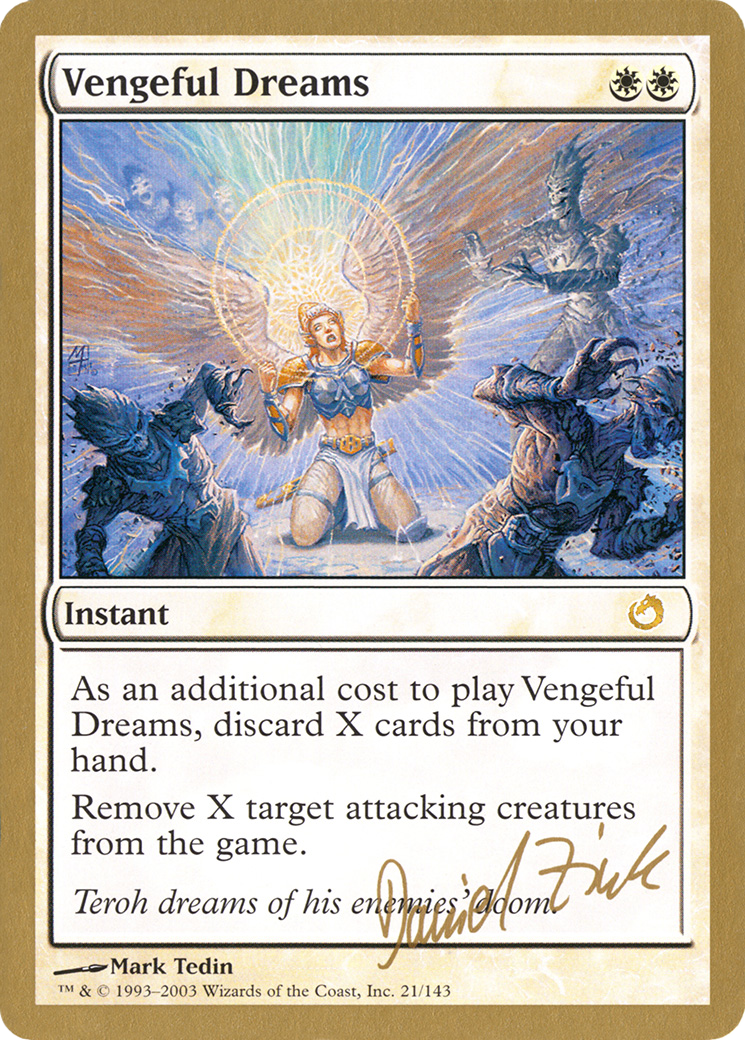 Vengeful Dreams
Instant
As an additional cost to play Vengeful
Dreams, discard X cards from your
hand.
Remove X target attacking creatures
from the game.
Teroh dreams of his enemies' doom.
Daniel Zink
Mark Tedin
™ & © 1993–2003 Wizards of the Coast, Inc. 21/143